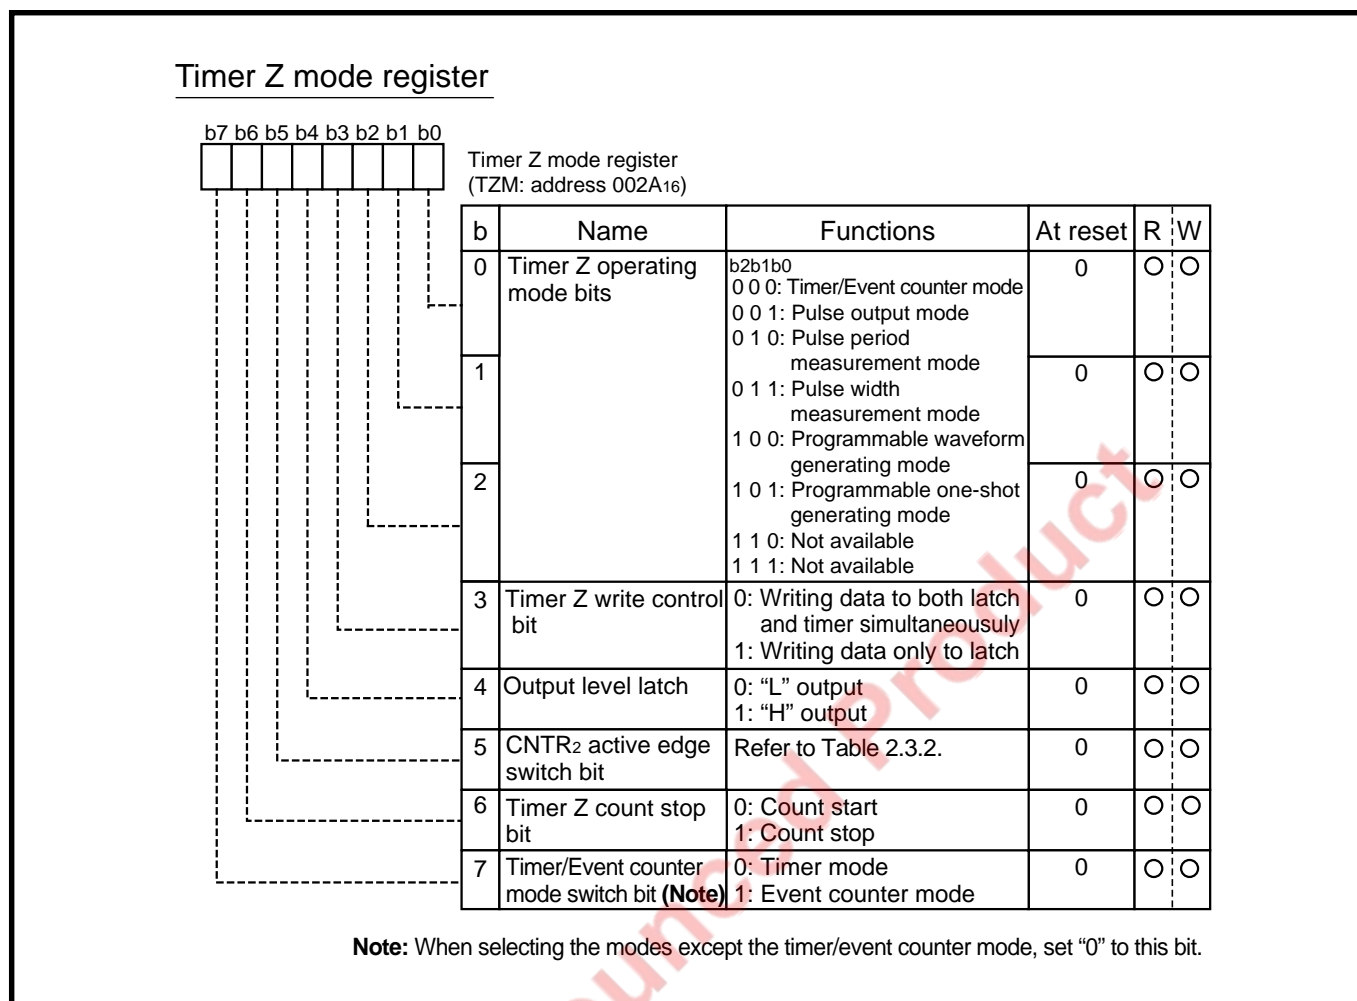 Timer Z mode register
b7 b6 b5 b4 b3 b2 b1 b0
Timer Z mode register
(TZM: address 002A16)
b Name Functions At reset R W
0 Timer Z operating mode bits
b2b1b0
0 0 0: Timer/Event counter mode
0 0 1: Pulse output mode
0 1 0: Pulse period
measurement mode
0 1 1: Pulse width
measurement mode
1 0 0: Programmable waveform
generating mode
1 0 1: Programmable one-shot
generating mode
1 1 0: Not available
1 1 1: Not available
0
1 0
2 0
3 Timer Z write control bit
0: Writing data to both latch
and timer simultaneousuly
1: Writing data only to latch
0
4 Output level latch
0: “L” output
1: “H” output
0
5 CNTR2 active edge switch bit
Refer to Table 2.3.2.
0
6 Timer Z count stop bit
0: Count start
1: Count stop
0
7 Timer/Event counter mode switch bit (Note)
0: Timer mode
1: Event counter mode
0
Note: When selecting the modes except the timer/event counter mode, set “0” to this bit.
unced Product